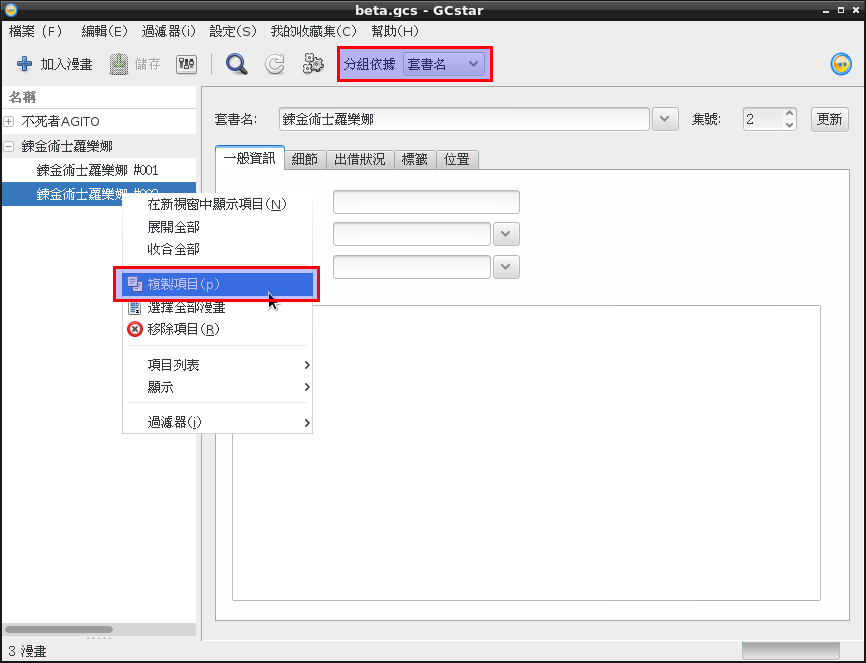 beta.gcs - GCstar
檔案 (F) 編輯(E) 過濾器(i) 設定(S) 我的收藏集(C) 幫助(H)
加入漫畫 儲存 分組依據 套書名
名稱
不死者AGITO
鍊金術士蘿樂娜
鍊金術士蘿樂娜 #001
鍊金術士蘿樂娜 #002
套書名: 鍊金術士蘿樂娜 集號: 2 更新
一般資訊 細節 出借狀況 標籤 位置
在新視窗中顯示項目(N)
展開全部
收合全部
複製項目(p)
選擇全部漫畫
移除項目(R)
項目列表
顯示
過濾器(i)
3 漫畫